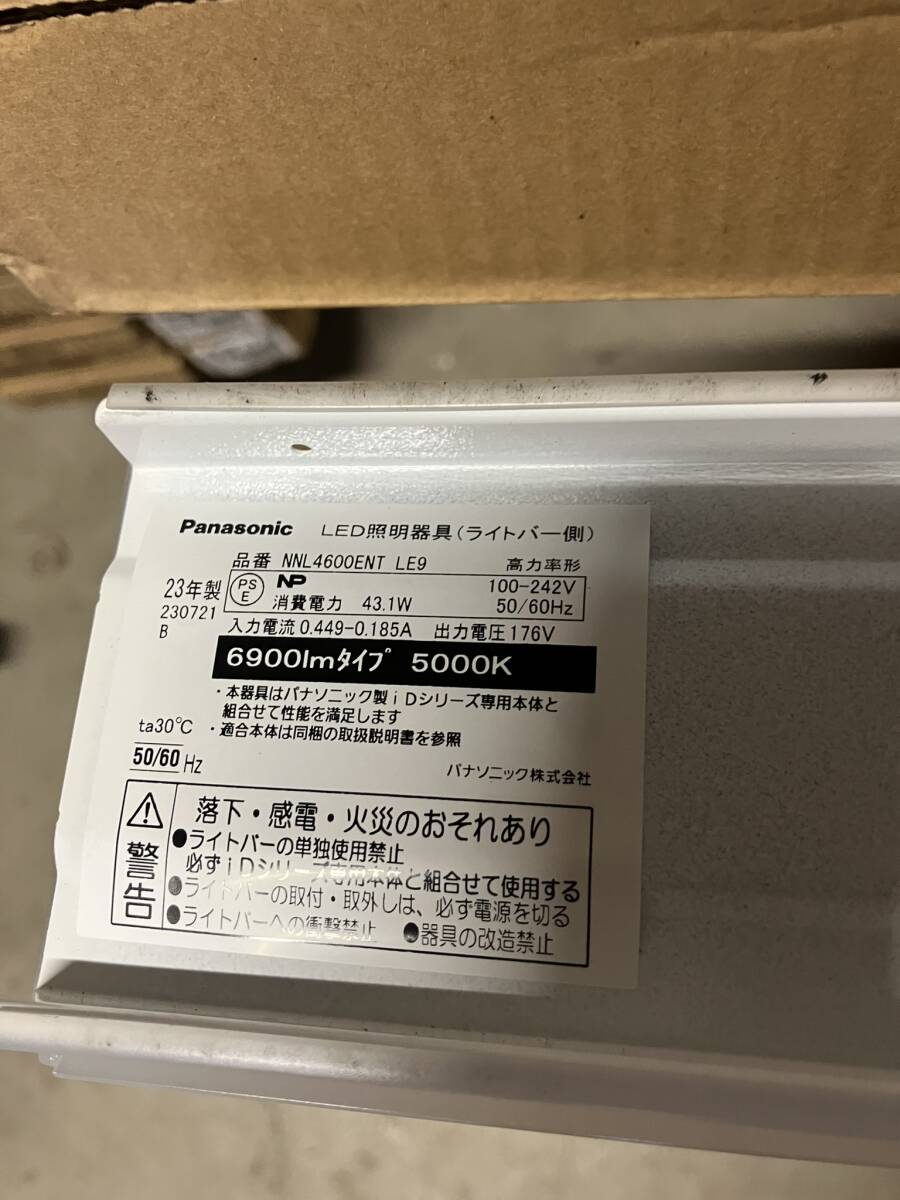 Panasonic LED照明器具(ライトバー側)
品番 NNL4600ENT LE9 高力率形
23年製
230721
B
PS
E
NP 100-242V
消費電力 43.1W 50/60Hz
入力電流 0.449-0.185A 出力電圧176V
6900lmタイプ 5000K
・本器具はパナソニック製iDシリーズ専用本体と
組合せて性能を満足します
・適合本体は同梱の取扱説明書を参照
ta30℃
50/60 Hz
パナソニック株式会社
警告
落下・感電・火災のおそれあり
●ライトバーの単独使用禁止
必ずiDシリーズ専用本体と組合せて使用する
●ライトバーの取付・取外しは、必ず電源を切る
●ライトバーへの衝撃禁止 ●器具の改造禁止